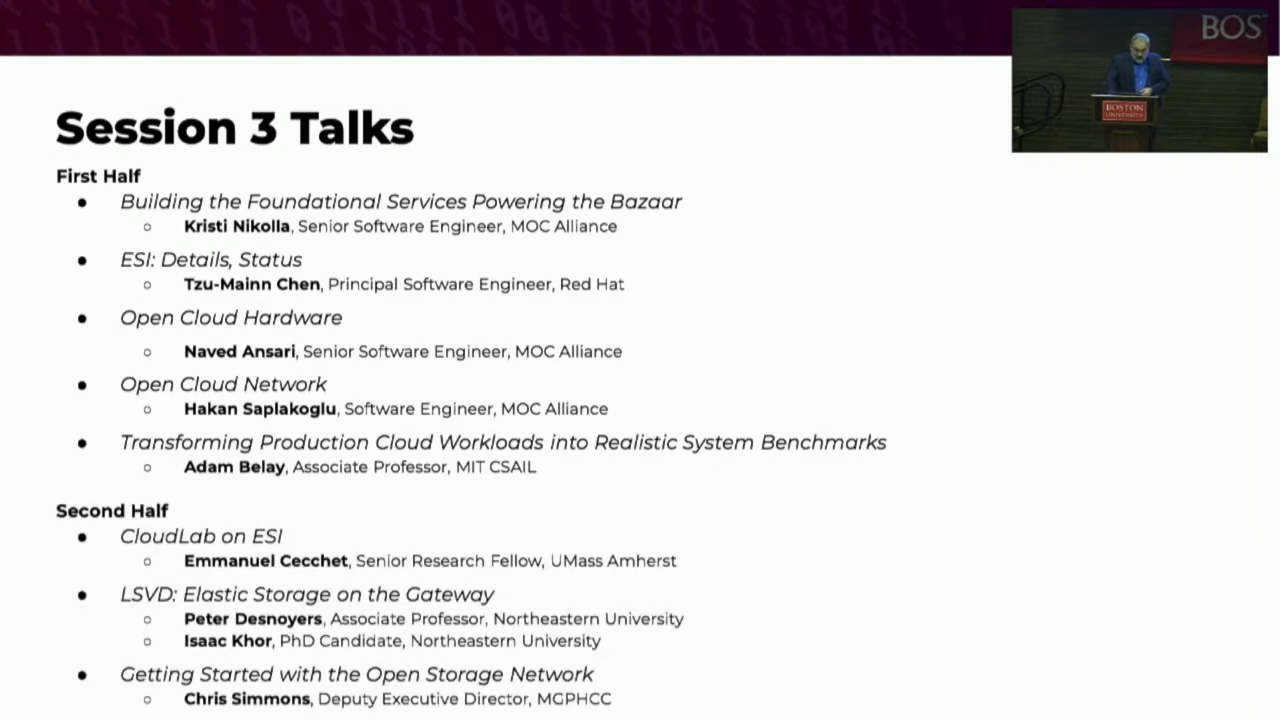 BOS
BOSTON
UNIVERSITY
Session 3 Talks
First Half
• Building the Foundational Services Powering the Bazaar
○ Kristi Nikolla, Senior Software Engineer, MOC Alliance
• ESI: Details, Status
○ Tzu-Mainn Chen, Principal Software Engineer, Red Hat
• Open Cloud Hardware
○ Naved Ansari, Senior Software Engineer, MOC Alliance
• Open Cloud Network
○ Hakan Saplakoglu, Software Engineer, MOC Alliance
• Transforming Production Cloud Workloads into Realistic System Benchmarks
○ Adam Belay, Associate Professor, MIT CSAIL
Second Half
• CloudLab on ESI
○ Emmanuel Cecchet, Senior Research Fellow, UMass Amherst
• LSVD: Elastic Storage on the Gateway
○ Peter Desnoyers, Associate Professor, Northeastern University
○ Isaac Khor, PhD Candidate, Northeastern University
• Getting Started with the Open Storage Network
○ Chris Simmons, Deputy Executive Director, MGPHCC